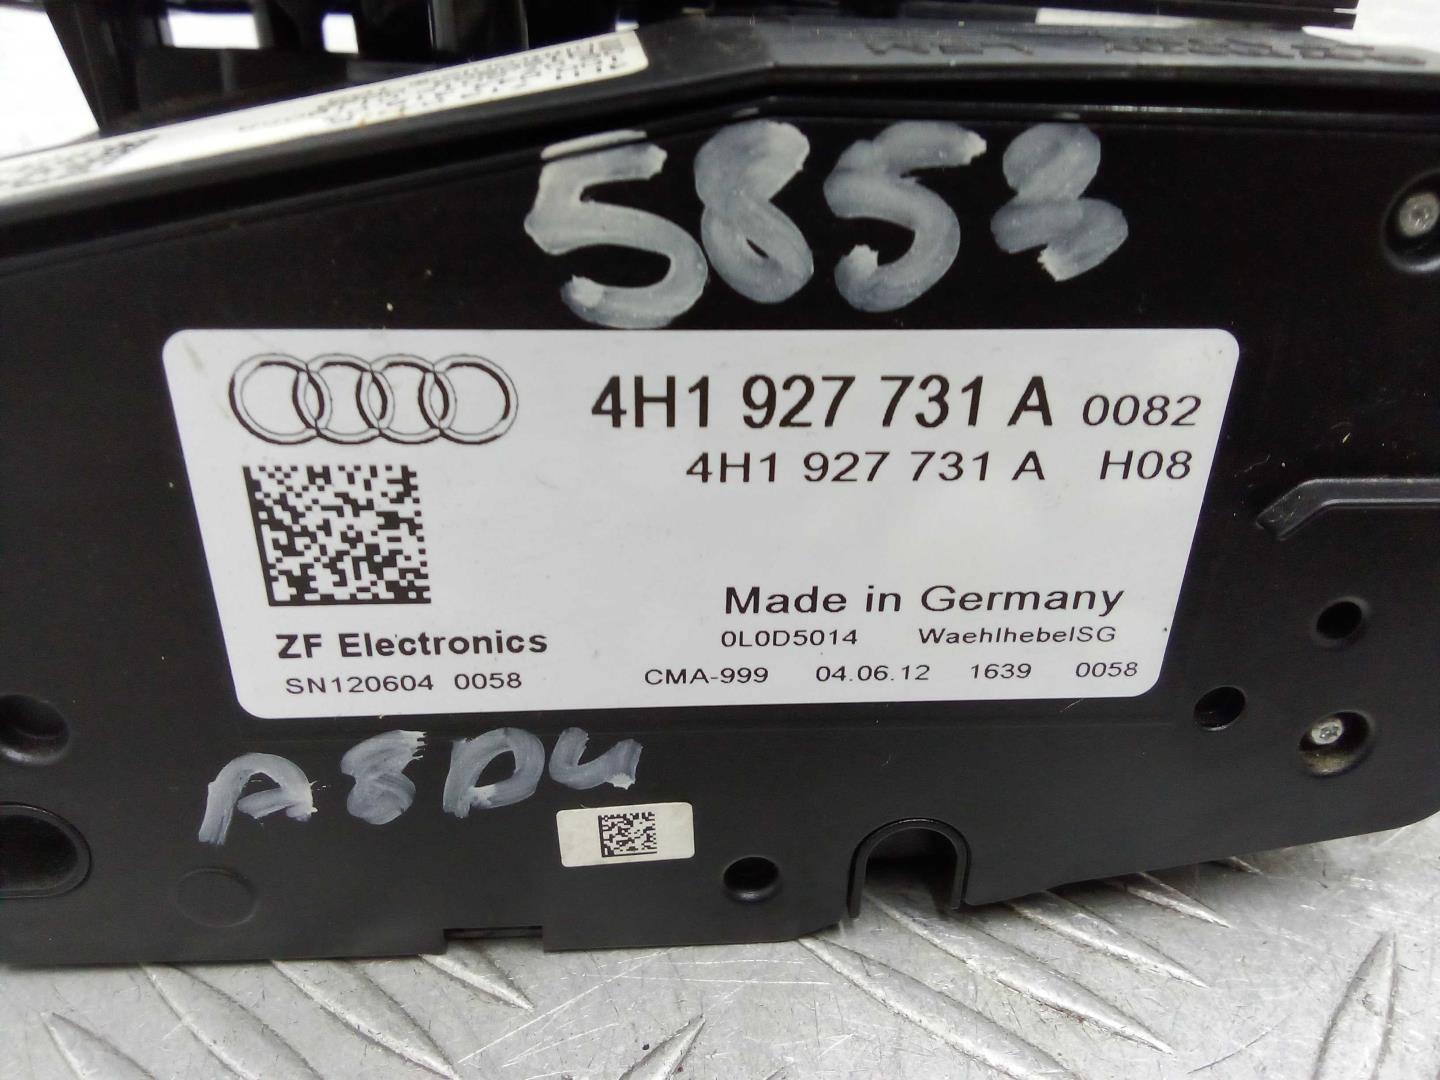 5853
4H1 927 731 A 0082
4H1 927 731 A H08
Made in Germany
0L0D5014 WaehlhebelSG
ZF Electronics
SN120604 0058
CMA-999 04.06.12 1639 0058
A8D4